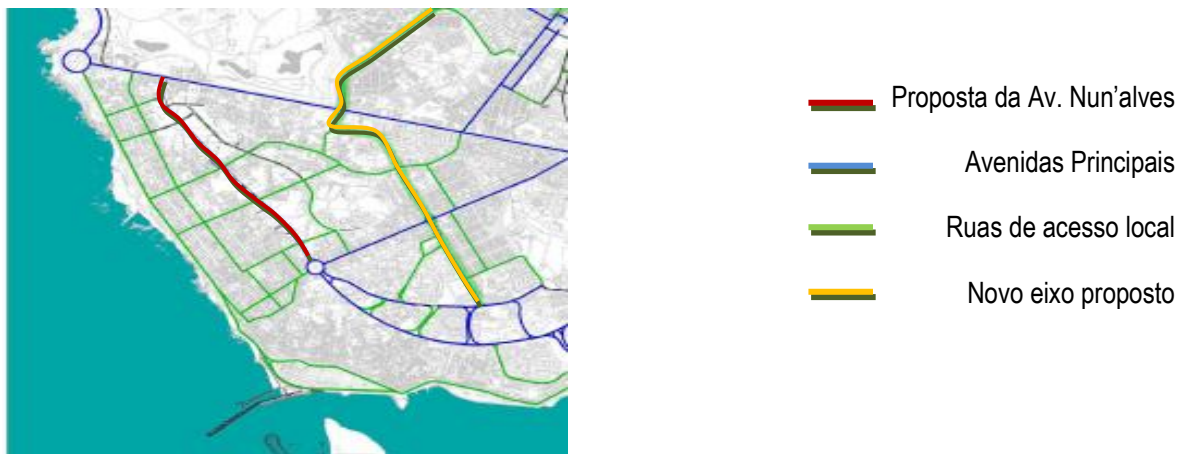 Proposta da Av. Nun'alves
Avenidas Principais
Ruas de acesso local
Novo eixo proposto